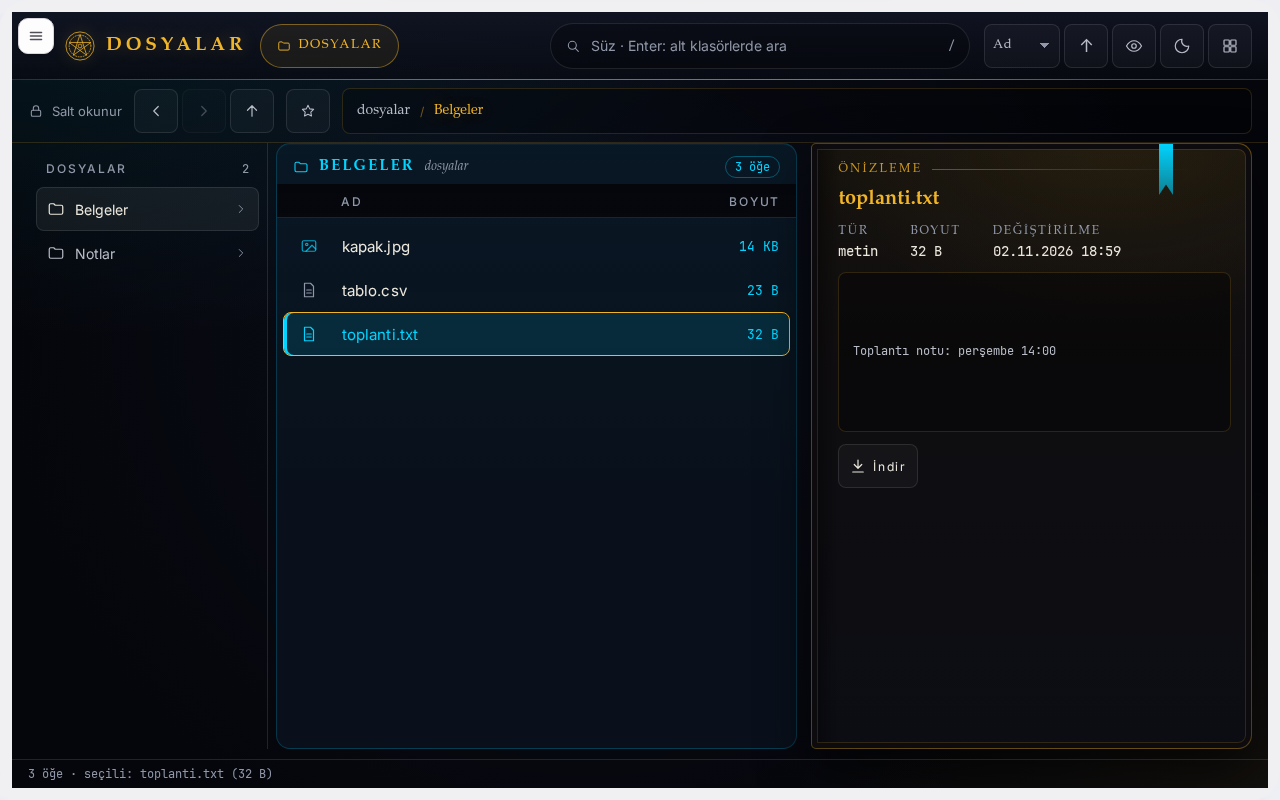 DOSYALAR
DOSYALAR
Süz · Enter: alt klasörlerde ara /
Ad
Salt okunur
dosyalar / Belgeler
DOSYALAR 2
Belgeler
Notlar
BELGELER dosyalar 3 öğe
AD BOYUT
kapak.jpg 14 KB
tablo.csv 23 B
toplanti.txt 32 B
ÖNİZLEME
toplanti.txt
TÜR BOYUT DEĞİŞTİRİLME
metin 32 B 02.11.2026 18:59
Toplantı notu: perşembe 14:00
İndir
3 öğe · seçili: toplanti.txt (32 B)